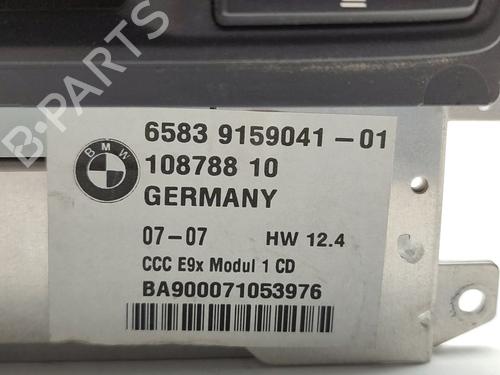 B-PARTS
BMW
6583 9159041-01
108788 10
GERMANY
07-07 HW 12.4
CCC E9x Modul 1 CD
BA900071053976